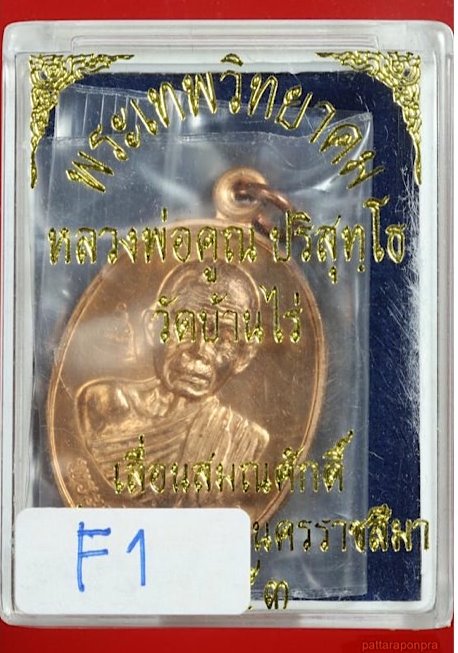 พระเทพวิทยาคม
หลวงพ่อคูณ ปริสุทฺโธ
วัดบ้านไร่
เลื่อนสมณศักดิ์
นครราชสีมา
F1
pattaraponpra